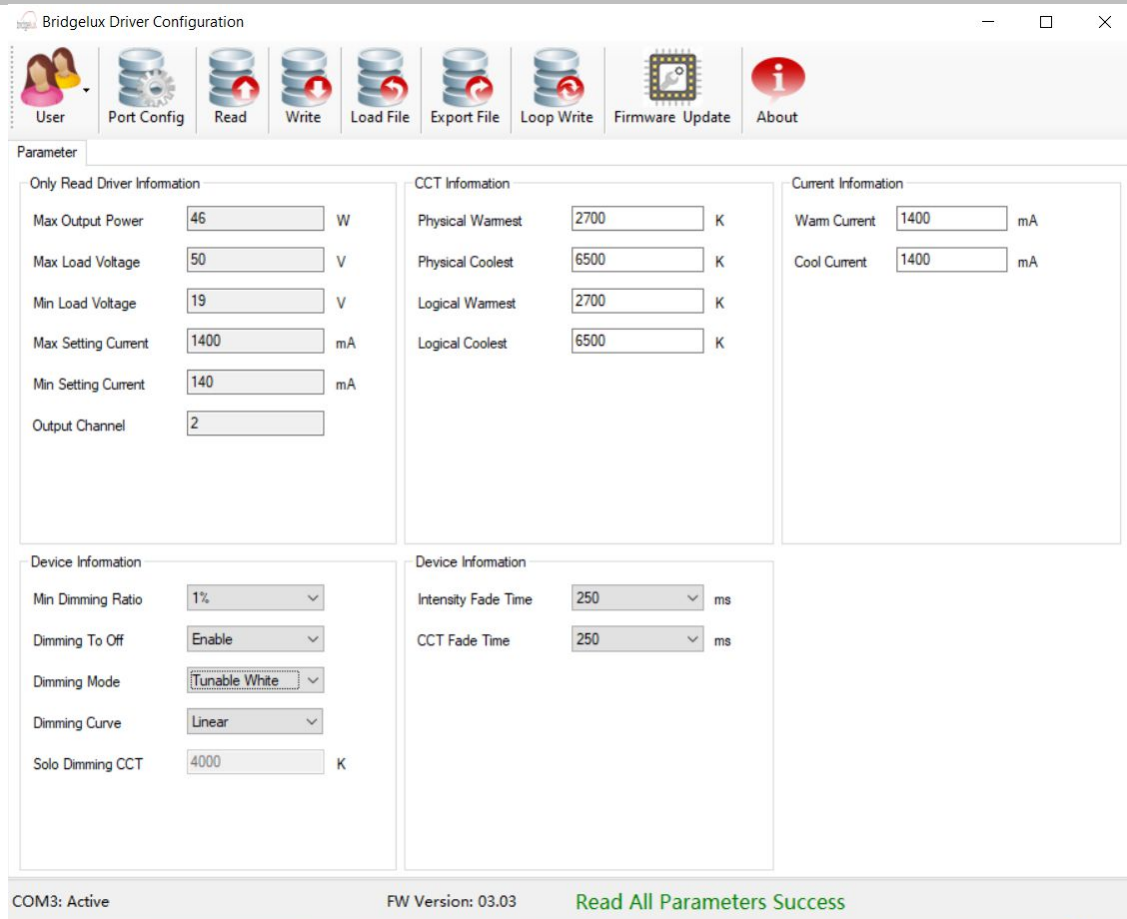 Bridgelux Driver Configuration
User Port Config Read Write Load File Export File Loop Write Firmware Update About
Parameter
Only Read Driver Information
Max Output Power 46 W
Max Load Voltage 50 V
Min Load Voltage 19 V
Max Setting Current 1400 mA
Min Setting Current 140 mA
Output Channel 2
CCT Information
Physical Warmest 2700 K
Physical Coolest 6500 K
Logical Warmest 2700 K
Logical Coolest 6500 K
Current Information
Warm Current 1400 mA
Cool Current 1400 mA
Device Information
Min Dimming Ratio 1%
Dimming To Off Enable
Dimming Mode Tunable White
Dimming Curve Linear
Solo Dimming CCT 4000 K
Device Information
Intensity Fade Time 250 ms
CCT Fade Time 250 ms
COM3: Active FW Version: 03.03 Read All Parameters Success